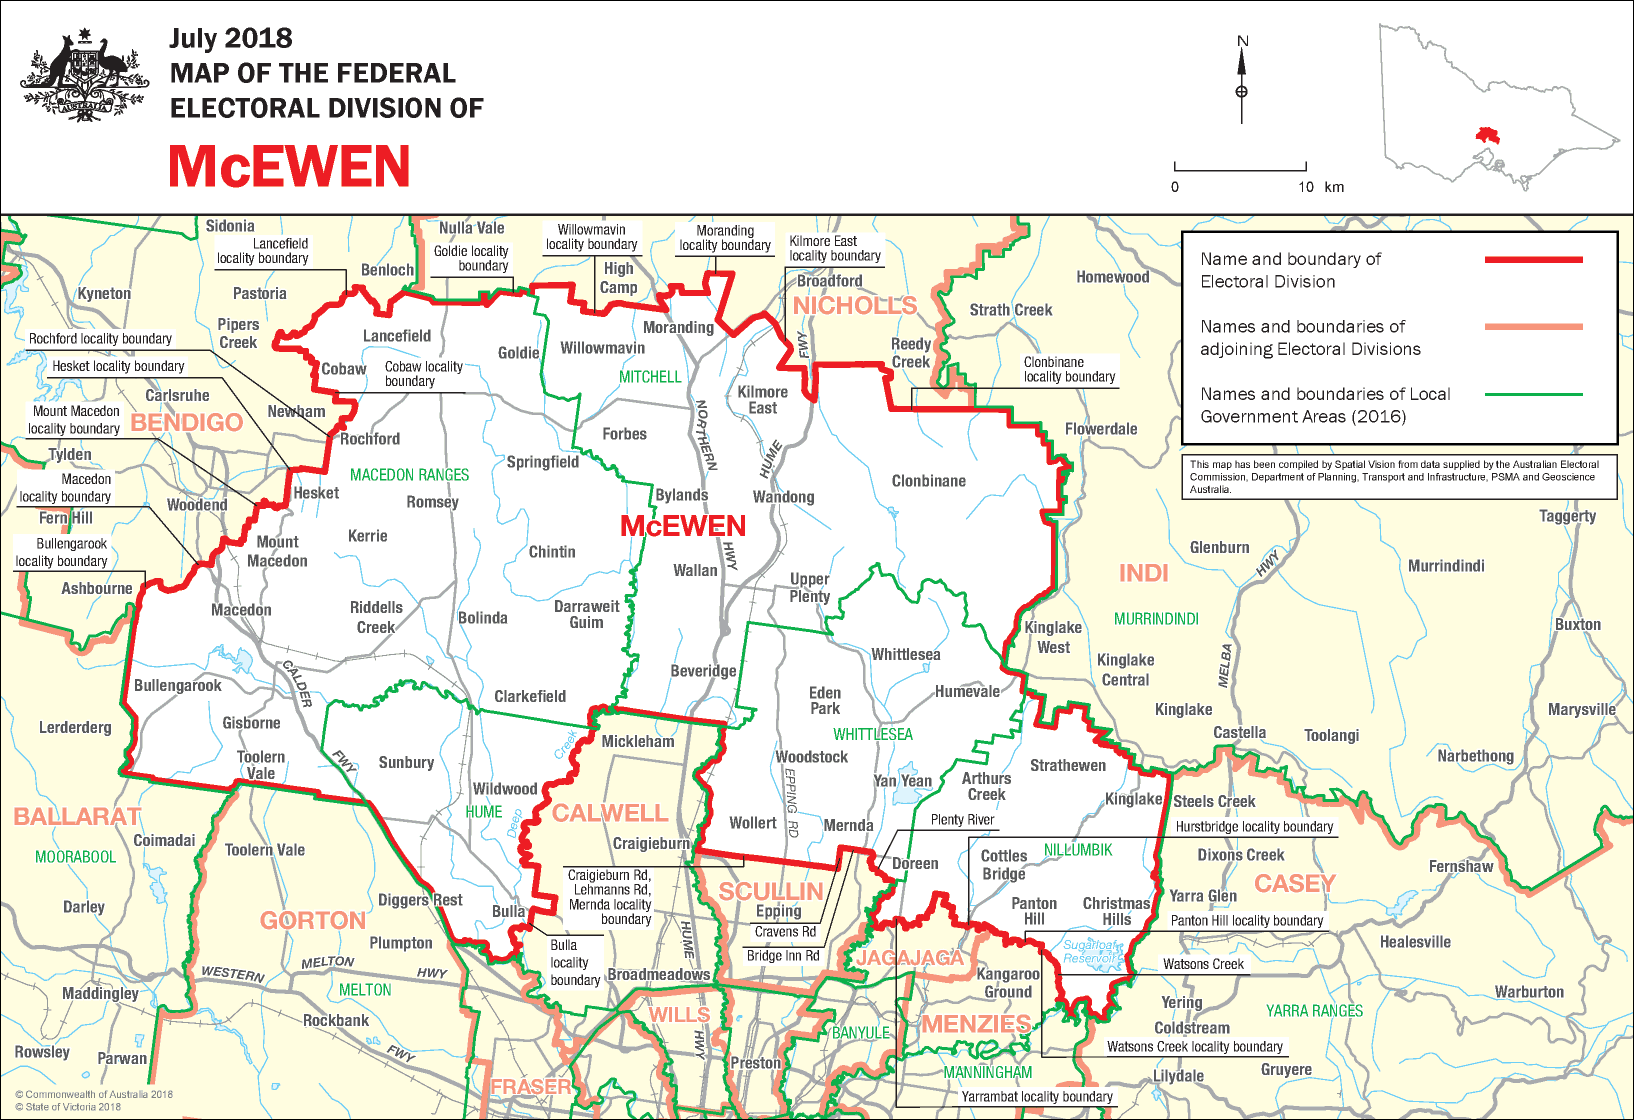 July 2018
MAP OF THE FEDERAL
ELECTORAL DIVISION OF
McEWEN
AUSTRALIA
N
0 10 km
Name and boundary of
Electoral Division
Names and boundaries of
adjoining Electoral Divisions
Names and boundaries of Local
Government Areas (2016)
This map has been compiled by Spatial Vision from data supplied by the Australian Electoral
Commission, Department of Planning, Transport and Infrastructure, PSMA and Geoscience
Australia.
Sidonia
Nulla Vale
Willowmavin
locality boundary
Moranding
locality boundary
Kilmore East
locality boundary
Lancefield
locality boundary
Goldie locality
boundary
Benloch
High
Camp
Broadford
Homewood
Kyneton
Pastoria
NICHOLLS
Strath Creek
Pipers
Creek
Lancefield
Moranding
Rochford locality boundary
Goldie
Willowmavin
FWY
Reedy
Creek
Clonbinane
locality boundary
Hesket locality boundary
Cobaw
Cobaw locality
boundary
MITCHELL
Carlsruhe
Kilmore
East
Mount Macedon
locality boundary
BENDIGO
Newham
NORTHERN
Rochford
Forbes
HUME
Flowerdale
Tylden
Springfield
Macedon
locality boundary
MACEDON RANGES
Clonbinane
Hesket
Romsey
Bylands
Wandong
Woodend
Fern Hill
McEWEN
Taggerty
Bullengarook
locality boundary
Mount
Macedon
Kerrie
Chintin
HWY
Glenburn
HWY
Murrindindi
Ashbourne
Wallan
Upper
Plenty
INDI
Macedon
Riddells
Creek
Bolinda
Darraweit
Guim
MURRINDINDI
Buxton
Kinglake
West
Whittlesea
Beveridge
Kinglake
Central
MELBA
Bullengarook
CALDER
Clarkefield
Eden
Park
Humevale
Kinglake
Marysville
Lerderderg
Gisborne
WHITTLESEA
Castella
Toolangi
Creek
Mickleham
Toolern
Vale
FWY
Sunbury
Woodstock
Strathewen
Narbethong
Wildwood
EPPING RD
Yan Yean
Arthurs
Creek
Kinglake
Steels Creek
BALLARAT
HUME
Deep
CALWELL
Wollert
Mernda
Plenty River
Hurstbridge locality boundary
Coimadai
Craigieburn
MOORABOOL
Toolern Vale
Doreen
Cottles
Bridge
NILLUMBIK
Dixons Creek
Fernshaw
Craigieburn Rd,
Lehmanns Rd,
Mernda locality
boundary
SCULLIN
CASEY
Yarra Glen
Darley
GORTON
Diggers Rest
Bulla
Epping
Panton
Hill
Christmas
Hills
Panton Hill locality boundary
Cravens Rd
Plumpton
Bulla
locality
boundary
HUME
Bridge Inn Rd
JAGAJAGA
Sugarloaf
Reservoir
Healesville
WESTERN
MELTON
HWY
Broadmeadows
Kangaroo
Ground
Watsons Creek
Maddingley
MELTON
Yering
Warburton
Rockbank
WILLS
MENZIES
YARRA RANGES
BANYULE
Coldstream
FWY
HWY
Watsons Creek locality boundary
Rowsley
Parwan
Preston
MANNINGHAM
Lilydale
Gruyere
FRASER
Yarrambat locality boundary
© Commonwealth of Australia 2018
© State of Victoria 2018